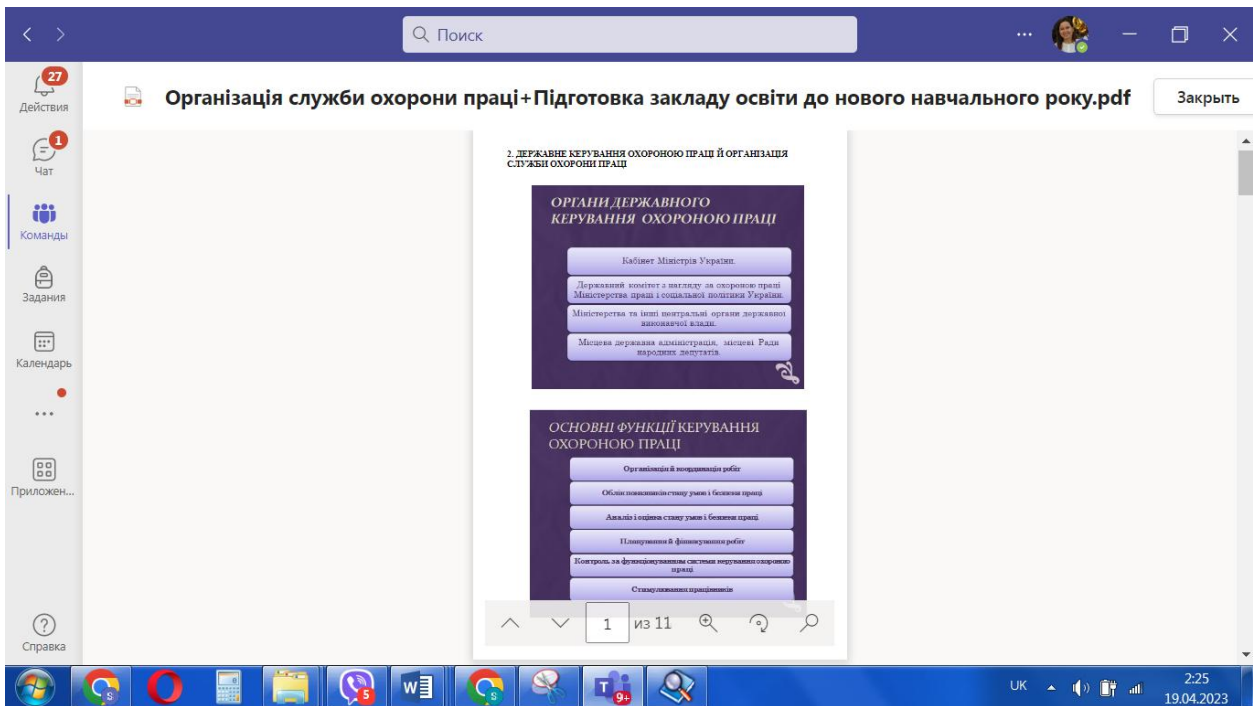 Поиск
...
27
Действия
Організація служби охорони праці+Підготовка закладу освіти до нового навчального року.pdf
Закрыть
1
Чат
Команды
Задания
Календарь
...
Приложен...
Справка
2. ДЕРЖАВНЕ КЕРУВАННЯ ОХОРОНОЮ ПРАЦІ Й ОРГАНІЗАЦІЯ
СЛУЖБИ ОХОРОНИ ПРАЦІ
ОРГАНИ ДЕРЖАВНОГО
КЕРУВАННЯ ОХОРОНОЮ ПРАЦІ
Кабінет Міністрів України.
Державний комітет з нагляду за охороною праці
Міністерства праці і соціальної політики України.
Міністерства та інші центральні органи державної
виконавчої влади.
Місцева державна адміністрація, місцеві Ради
народних депутатів.
ОСНОВНІ ФУНКЦІЇ КЕРУВАННЯ
ОХОРОНОЮ ПРАЦІ
Організація й координація робіт
Облік показників стану умов і безпеки праці
Аналіз і оцінка стану умов і безпеки праці
Планування й фінансування робіт
Контроль за функціонуванням системи керування охороною
праці
Стимулювання працівників
1 из 11
S
5
W
S
T
9+
UK
2:25
19.04.2023